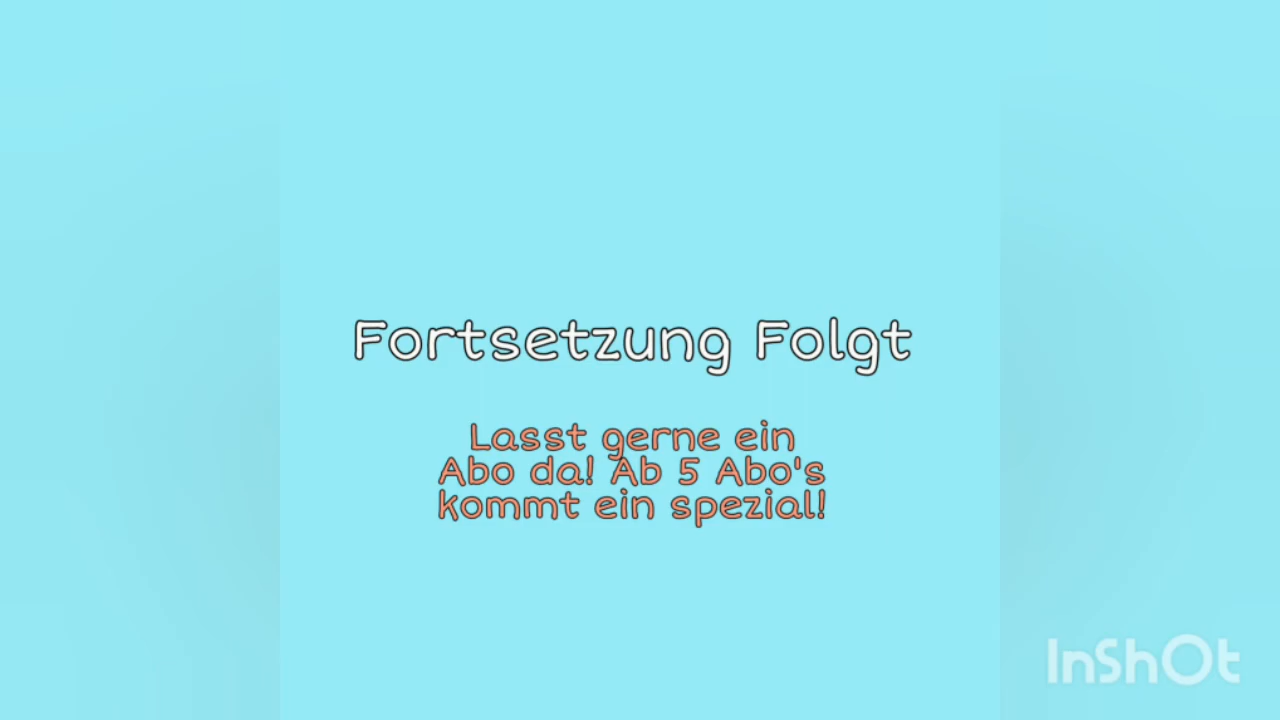 Fortsetzung Folgt
Lasst gerne ein
Abo da! Ab 5 Abo's
kommt ein spezial!
InShOt